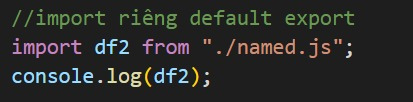 //import riêng default export
import df2 from "./named.js";
console.log(df2);